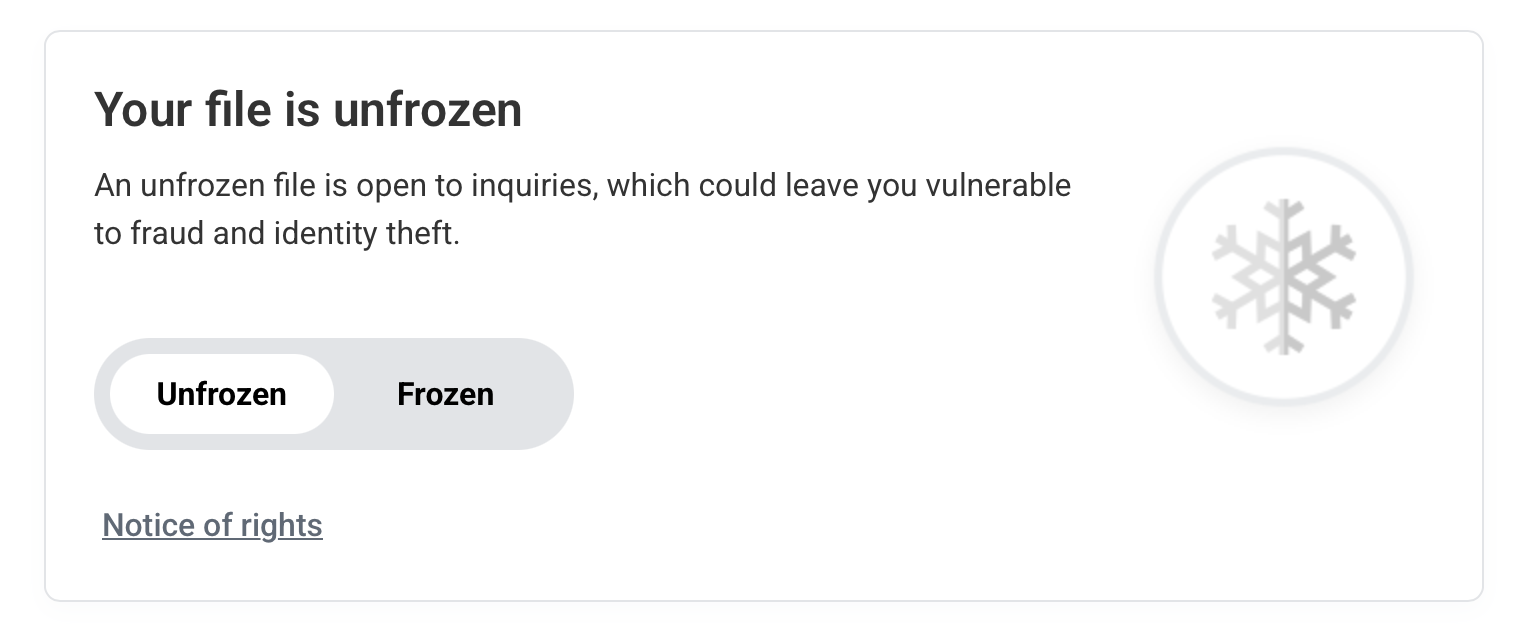 Your file is unfrozen
An unfrozen file is open to inquiries, which could leave you vulnerable
to fraud and identity theft.
Unfrozen Frozen
Notice of rights